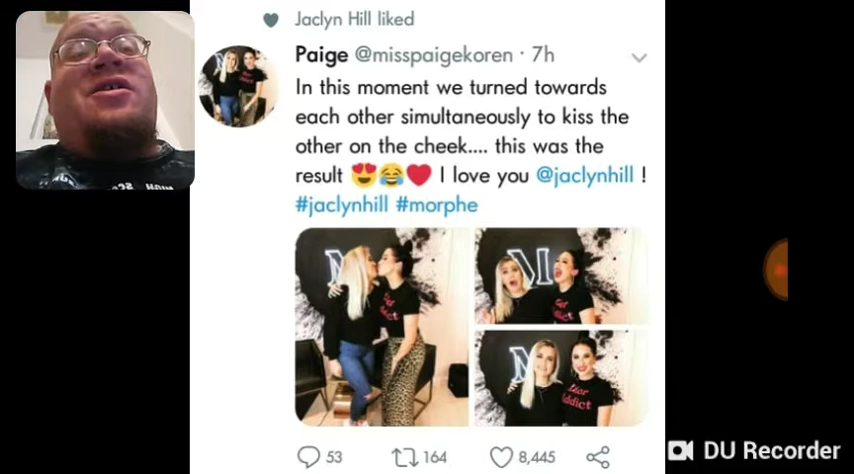 Jaclyn Hill liked
Paige @misspaigekoren · 7h
In this moment we turned towards
each other simultaneously to kiss the
other on the cheek.... this was the
result 😍😂❤️ I love you @jaclynhill !
#jaclynhill #morphe
M
53
164
8,445
DU Recorder